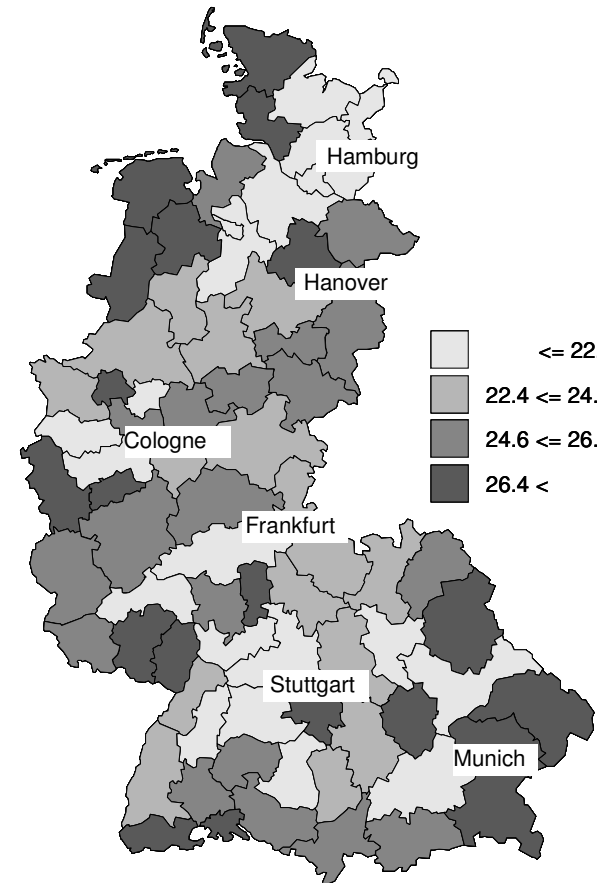 Hamburg
Hanover
<= 22
22.4 <= 24.
Cologne
24.6 <= 26.
26.4 <
Frankfurt
Stuttgart
Munich